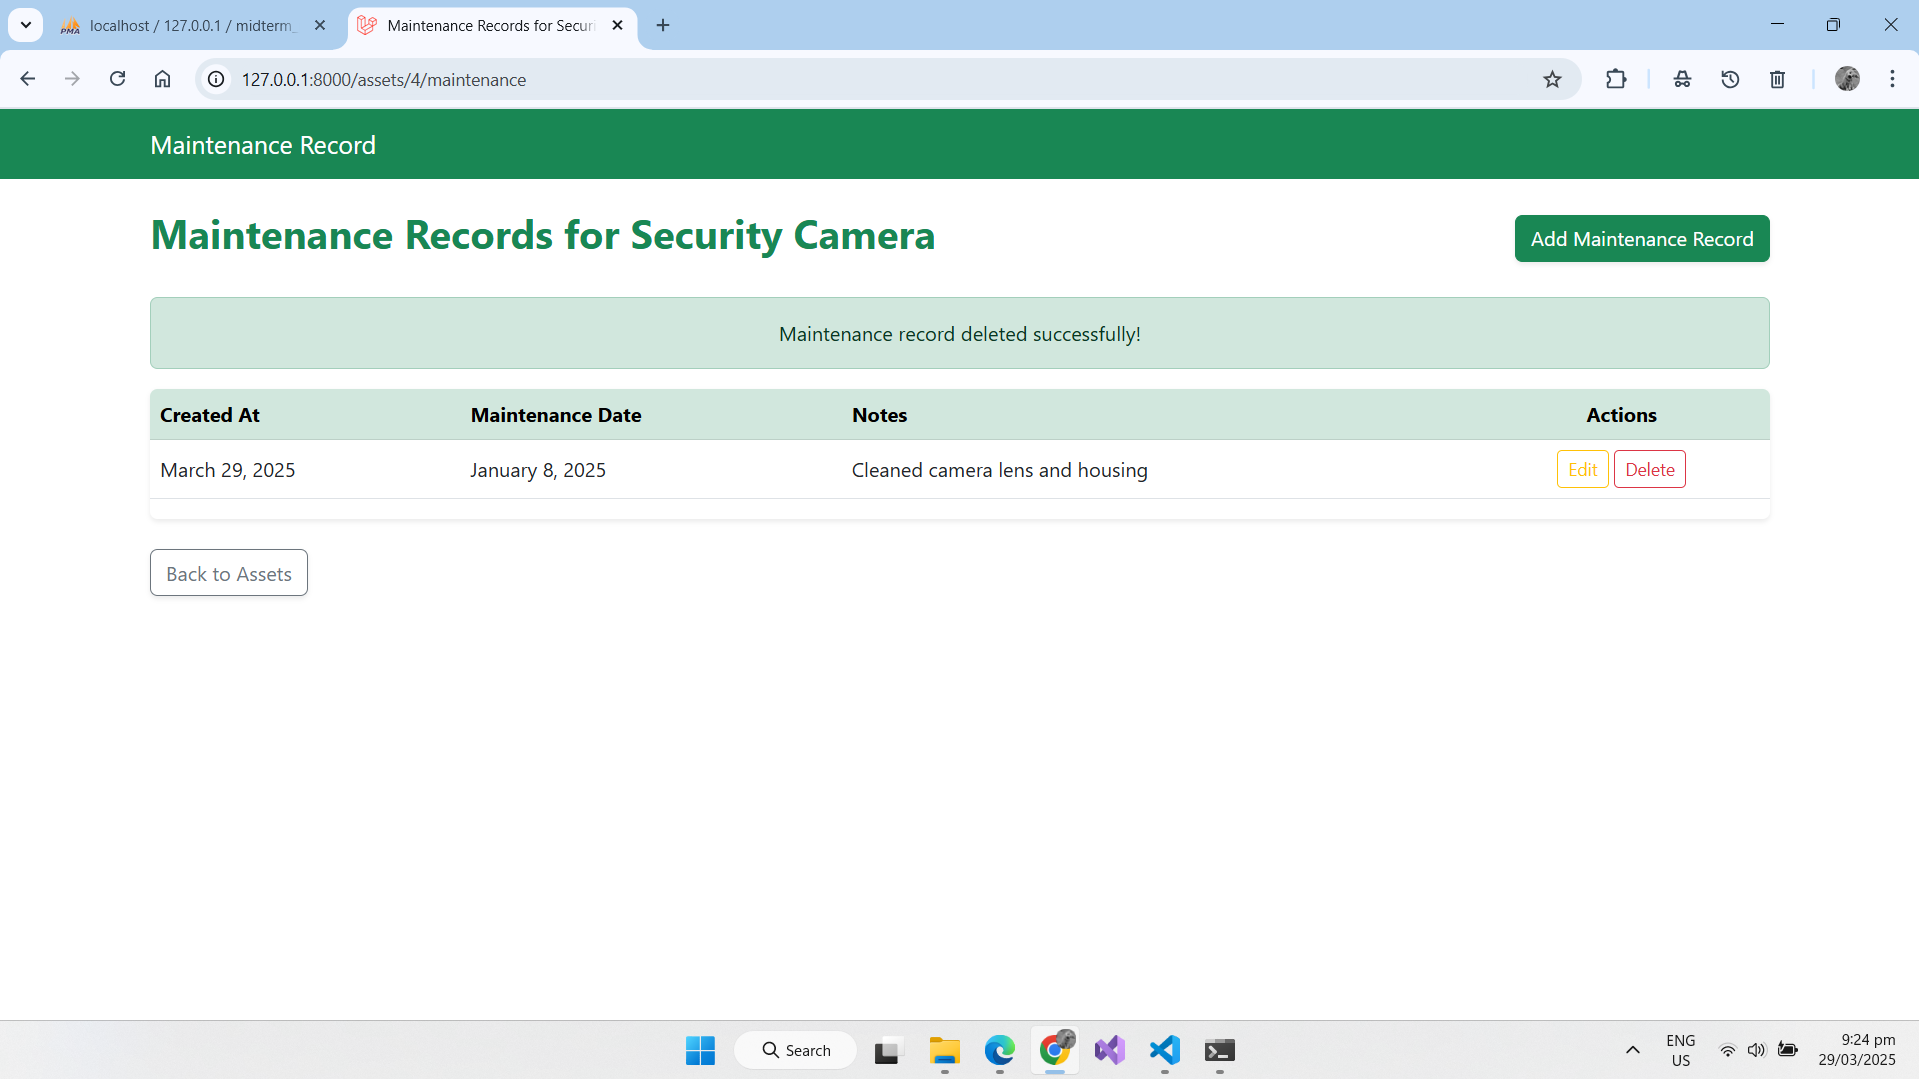 localhost / 127.0.0.1 / midterm_
Maintenance Records for Secur
127.0.0.1:8000/assets/4/maintenance
Maintenance Record
Maintenance Records for Security Camera
Add Maintenance Record
Maintenance record deleted successfully!
Created At Maintenance Date Notes Actions
March 29, 2025 January 8, 2025 Cleaned camera lens and housing Edit Delete
Back to Assets
Search
ENG
US
9:24 pm
29/03/2025